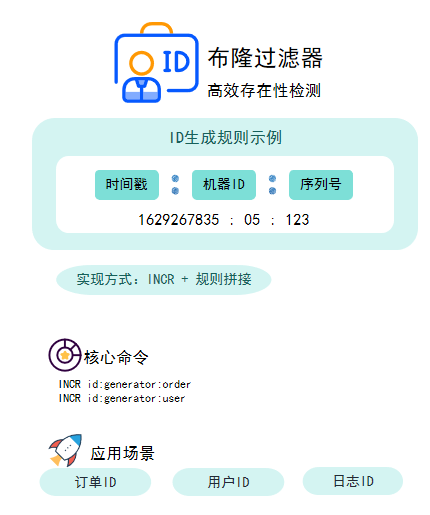 ID
布隆过滤器
高效存在性检测
ID生成规则示例
时间戳 : 机器ID : 序列号
1629267835 : 05 : 123
实现方式：INCR + 规则拼接
核心命令
INCR id:generator:order
INCR id:generator:user
应用场景
订单ID 用户ID 日志ID